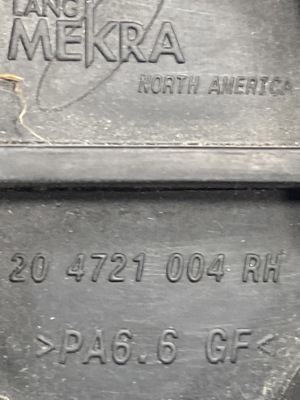 LANG
MEKRA
NORTH AMERICA
20 4721 004 RH
>PA6.6 GF<